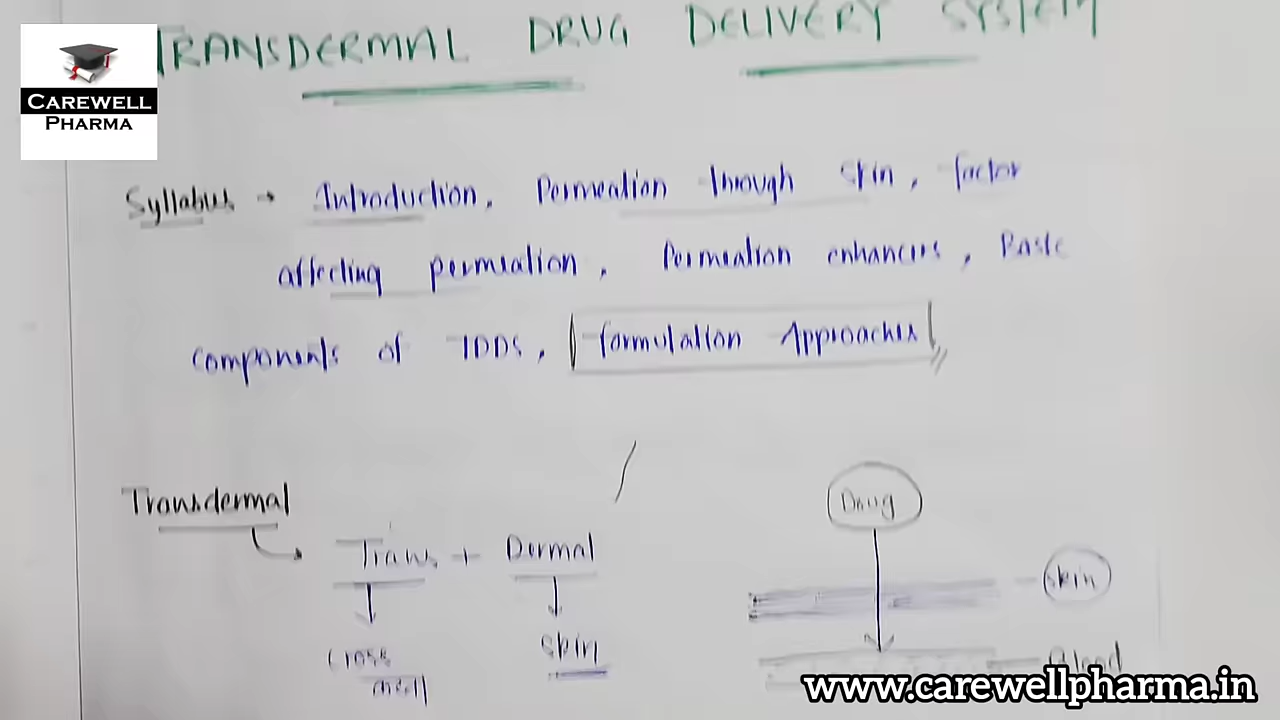 TRANSDERMAL DRUG DELIVERY SYSTEM
CAREWELL
PHARMA
Syllabus → Introduction, Permeation through skin, factor
affecting permeation, Permeation enhancers, Basic
components of TDDS, formulation Approaches
Transdermal
Trans + Dermal
cross
skin
Drug
skin
Blood
www.carewellpharma.in